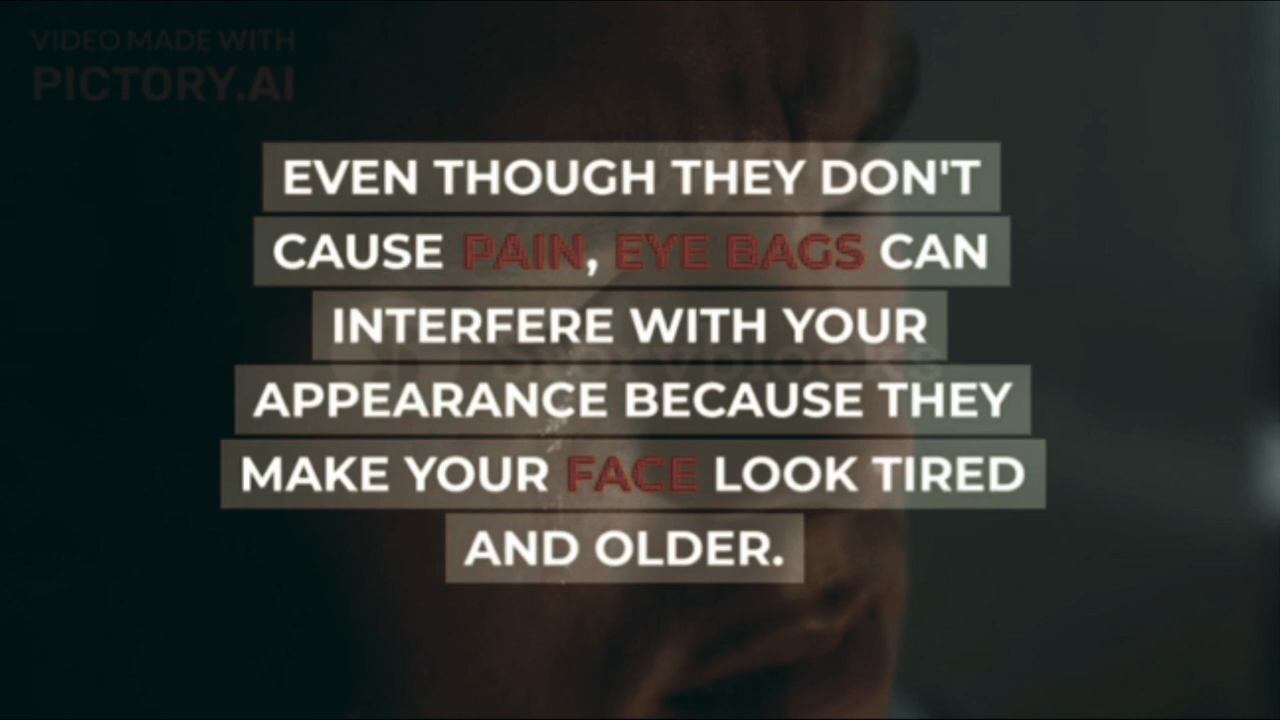 VIDEO MADE WITH
PICTORY.AI
EVEN THOUGH THEY DON'T
CAUSE PAIN, EYE BAGS CAN
INTERFERE WITH YOUR
APPEARANCE BECAUSE THEY
MAKE YOUR FACE LOOK TIRED
AND OLDER.